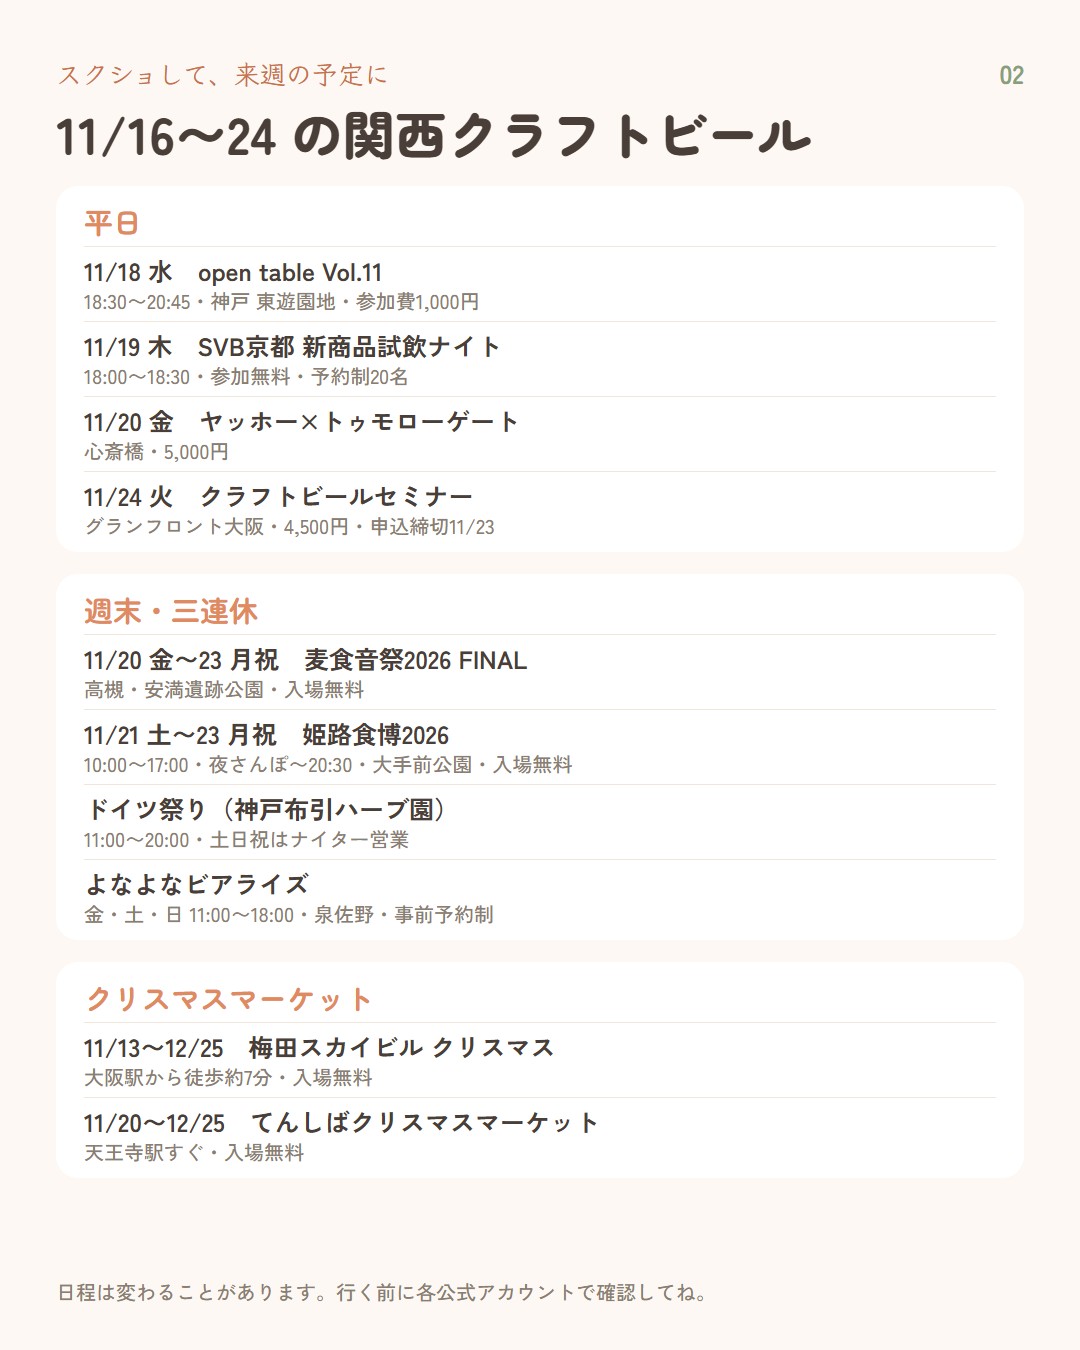 スクショして、来週の予定に
02
11/16〜24 の関西クラフトビール
平日
11/18 水　open table Vol.11
18:30〜20:45・神戸 東遊園地・参加費1,000円
11/19 木　SVB京都 新商品試飲ナイト
18:00〜18:30・参加無料・予約制20名
11/20 金　ヤッホー×トゥモローゲート
心斎橋・5,000円
11/24 火　クラフトビールセミナー
グランフロント大阪・4,500円・申込締切11/23
週末・三連休
11/20 金〜23 月祝　麦食音祭2026 FINAL
高槻・安満遺跡公園・入場無料
11/21 土〜23 月祝　姫路食博2026
10:00〜17:00・夜さんぽ〜20:30・大手前公園・入場無料
ドイツ祭り（神戸布引ハーブ園）
11:00〜20:00・土日祝はナイター営業
よなよなビアライズ
金・土・日 11:00〜18:00・泉佐野・事前予約制
クリスマスマーケット
11/13〜12/25　梅田スカイビル クリスマス
大阪駅から徒歩約7分・入場無料
11/20〜12/25　てんしばクリスマスマーケット
天王寺駅すぐ・入場無料
日程は変わることがあります。行く前に各公式アカウントで確認してね。